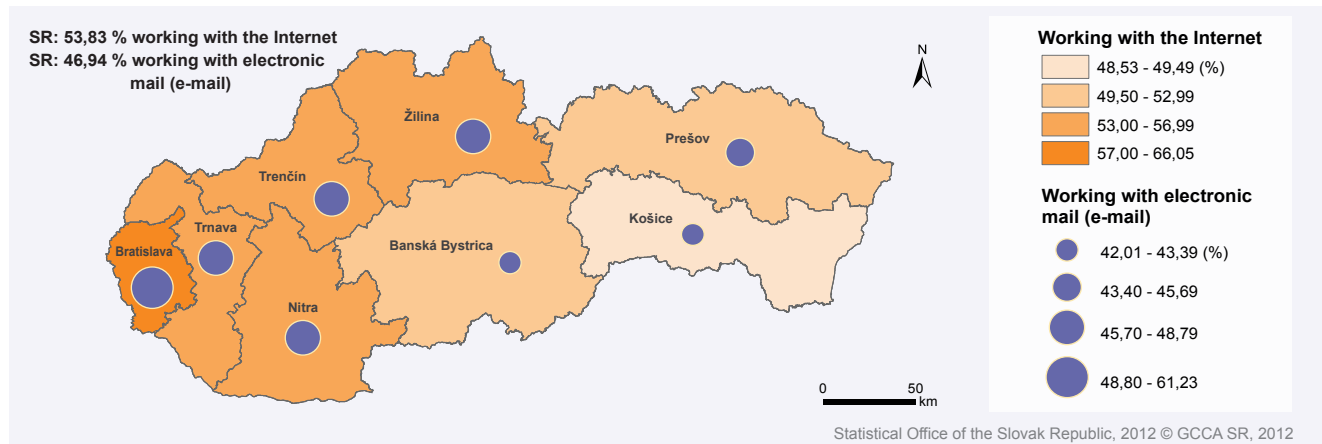 SR: 53,83 % working with the Internet
SR: 46,94 % working with electronic
mail (e-mail)
N
Žilina
Prešov
Trenčín
Košice
Trnava
Banská Bystrica
Bratislava
Nitra
0 50
km
Working with the Internet
48,53 - 49,49 (%)
49,50 - 52,99
53,00 - 56,99
57,00 - 66,05
Working with electronic
mail (e-mail)
42,01 - 43,39 (%)
43,40 - 45,69
45,70 - 48,79
48,80 - 61,23
Statistical Office of the Slovak Republic, 2012 © GCCA SR, 2012